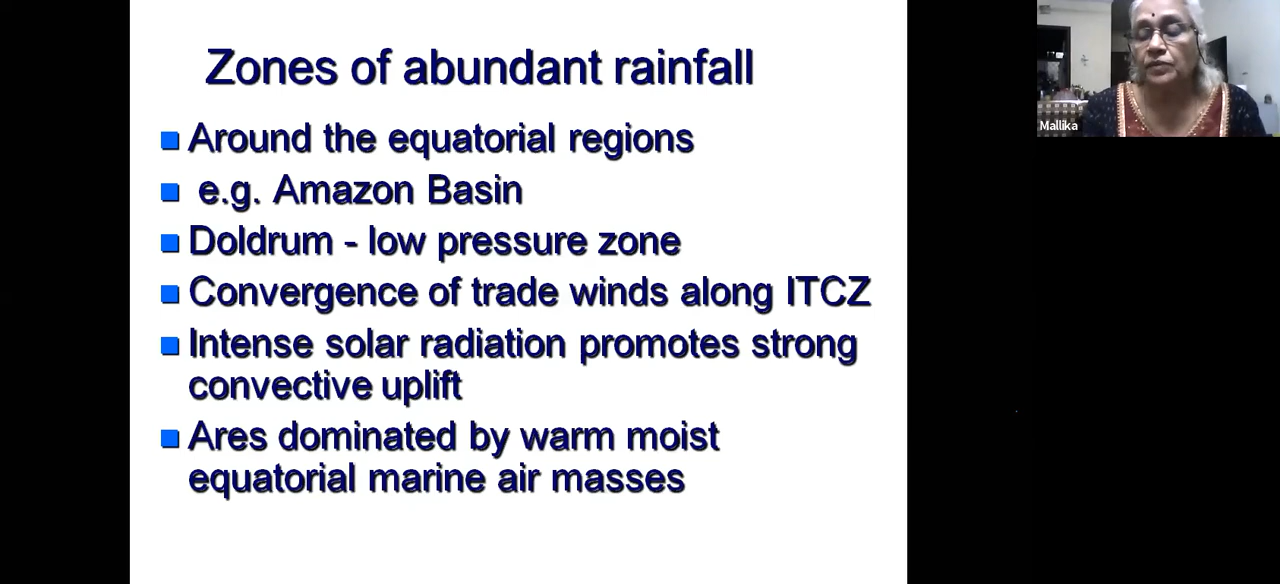 Zones of abundant rainfall
Around the equatorial regions
e.g. Amazon Basin
Doldrum - low pressure zone
Convergence of trade winds along ITCZ
Intense solar radiation promotes strong
convective uplift
Ares dominated by warm moist
equatorial marine air masses
Mallika